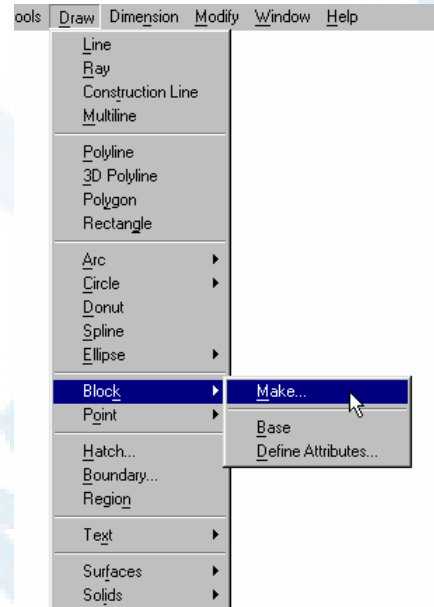 ools Draw Dimension Modify Window Help
Line
Ray
Construction Line
Multiline
Polyline
3D Polyline
Polygon
Rectangle
Arc
Circle
Donut
Spline
Ellipse
Block
Make...
Point
Base
Define Attributes...
Hatch...
Boundary...
Region
Text
Surfaces
Solids